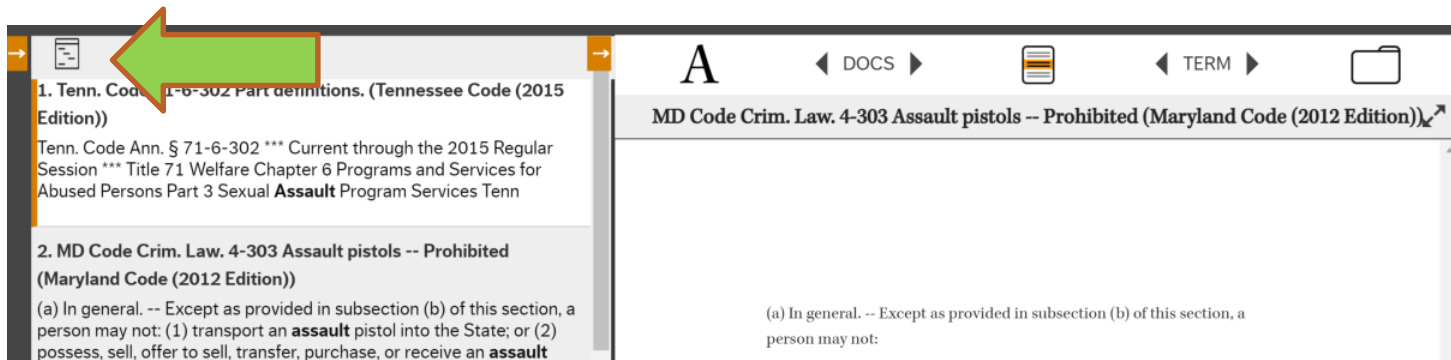 →
→
1. Tenn. Code 1-6-302 Part definitions. (Tennessee Code (2015
Edition))
Tenn. Code Ann. § 71-6-302 *** Current through the 2015 Regular
Session *** Title 71 Welfare Chapter 6 Programs and Services for
Abused Persons Part 3 Sexual Assault Program Services Tenn
2. MD Code Crim. Law. 4-303 Assault pistols -- Prohibited
(Maryland Code (2012 Edition))
(a) In general. -- Except as provided in subsection (b) of this section, a
person may not: (1) transport an assault pistol into the State; or (2)
possess, sell, offer to sell, transfer, purchase, or receive an assault
A
DOCS
TERM
MD Code Crim. Law. 4-303 Assault pistols -- Prohibited (Maryland Code (2012 Edition))
(a) In general. -- Except as provided in subsection (b) of this section, a
person may not: